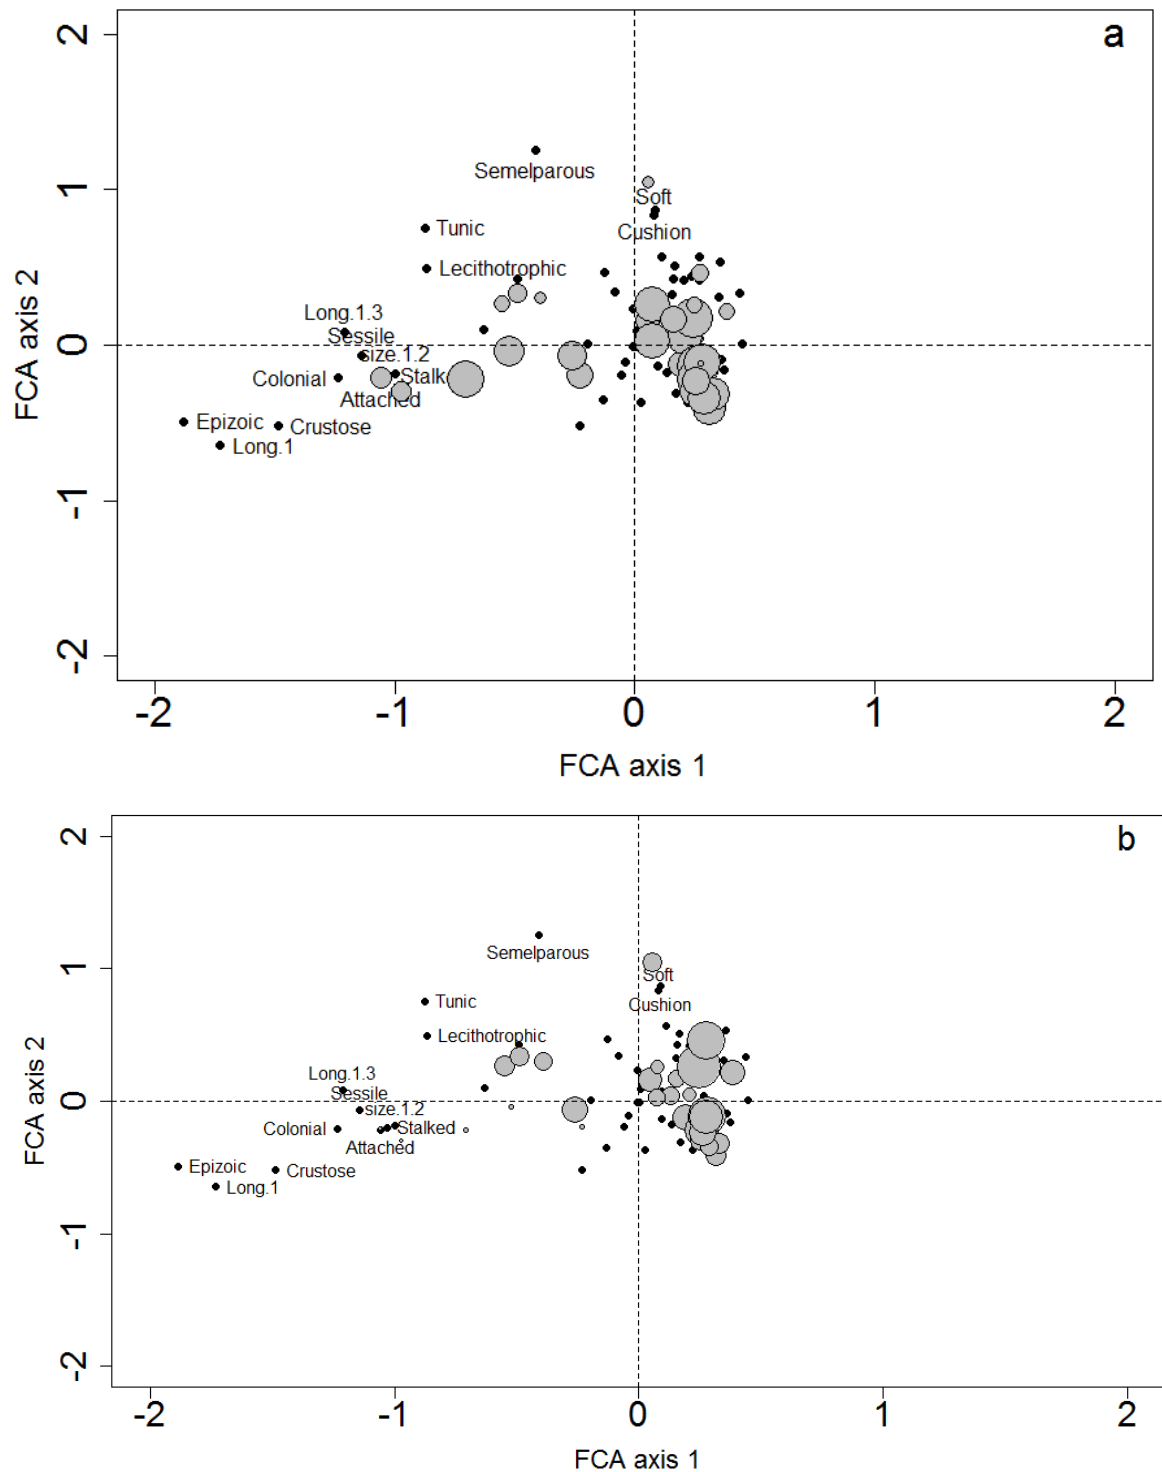 a
2
1
0
-1
-2
FCA axis 2
Semelparous
Soft
Tunic
Cushion
Lecithotrophic
Long.1.3
Sessile
size.1.2
Colonial
Attached
Epizoic
Crustose
Long.1
-2
-1
0
1
2
FCA axis 1
b
2
1
0
-1
-2
FCA axis 2
Semelparous
Soft
Tunic
Cushion
Lecithotrophic
Long.1.3
Sessile
size.1.2
Colonial
Stalked
Attached
Epizoic
Crustose
Long.1
-2
-1
0
1
2
FCA axis 1